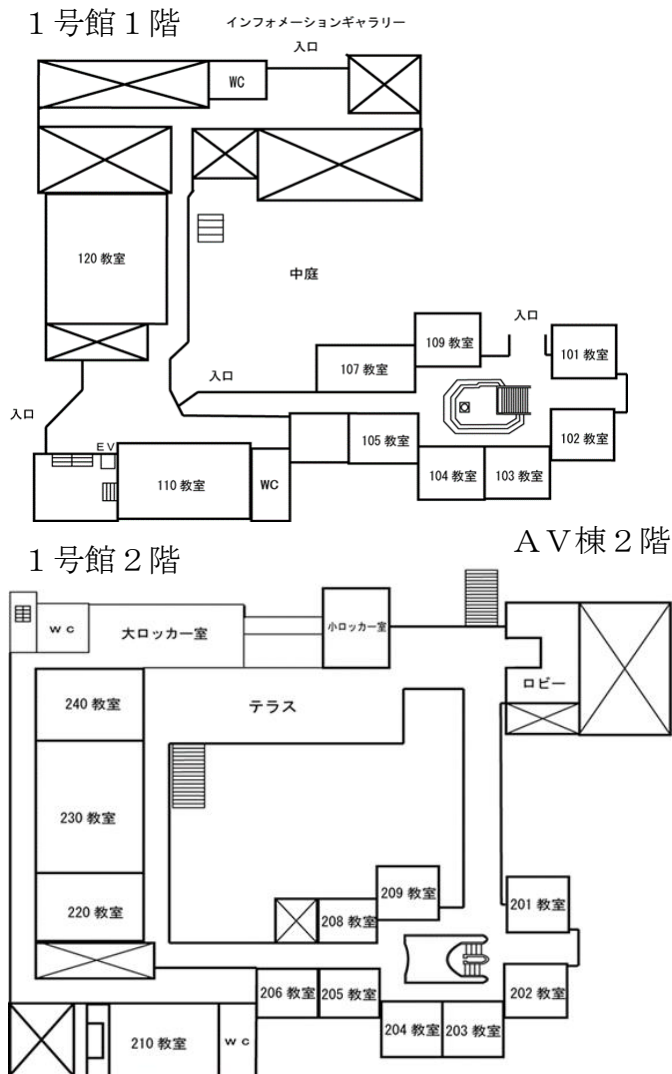 １号館１階
インフォメーションギャラリー
入口
WC
120 教室
中庭
入口
109 教室
101 教室
107 教室
入口
入口
105 教室
102 教室
EV
110 教室
WC
104 教室
103 教室
１号館２階
ＡＶ棟２階
WC
大ロッカー室
小ロッカー室
ロビー
240 教室
テラス
230 教室
220 教室
209 教室
201 教室
208 教室
206 教室
205 教室
202 教室
204 教室
203 教室
210 教室
WC